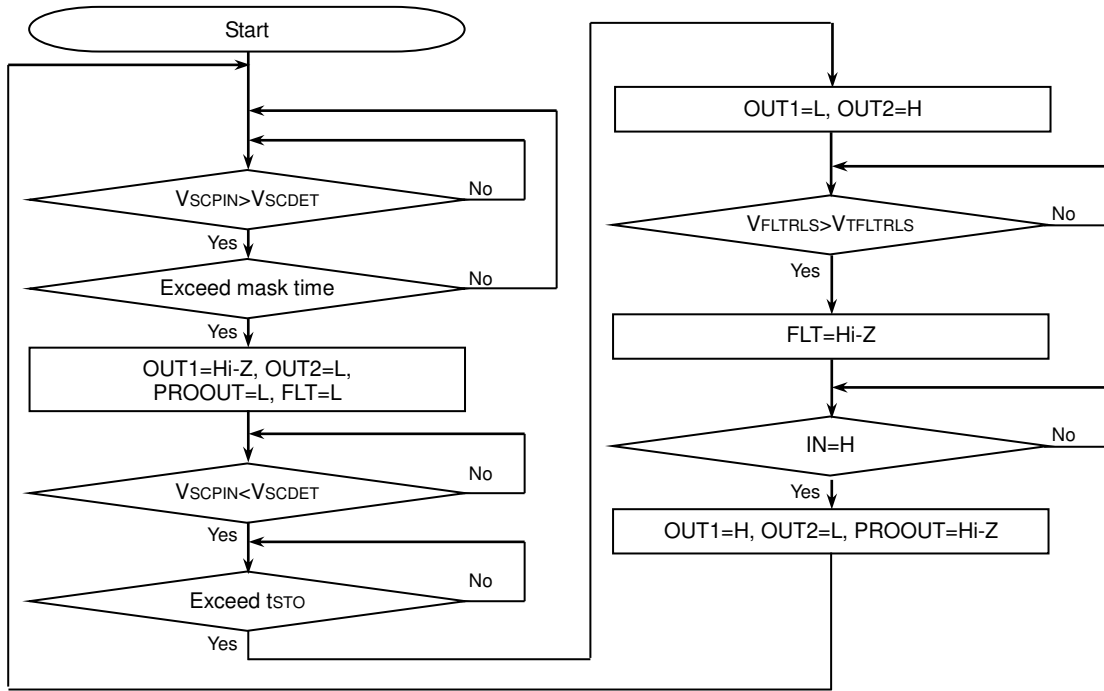 Start
VSCPIN>VSCDET
No
Yes
Exceed mask time
No
Yes
OUT1=Hi-Z, OUT2=L,
PROOUT=L, FLT=L
VSCPIN<VSCDET
No
Yes
Exceed tSTO
No
Yes
OUT1=L, OUT2=H
VFLTRLS>VTFLTRLS
No
Yes
FLT=Hi-Z
IN=H
No
Yes
OUT1=H, OUT2=L, PROOUT=Hi-Z